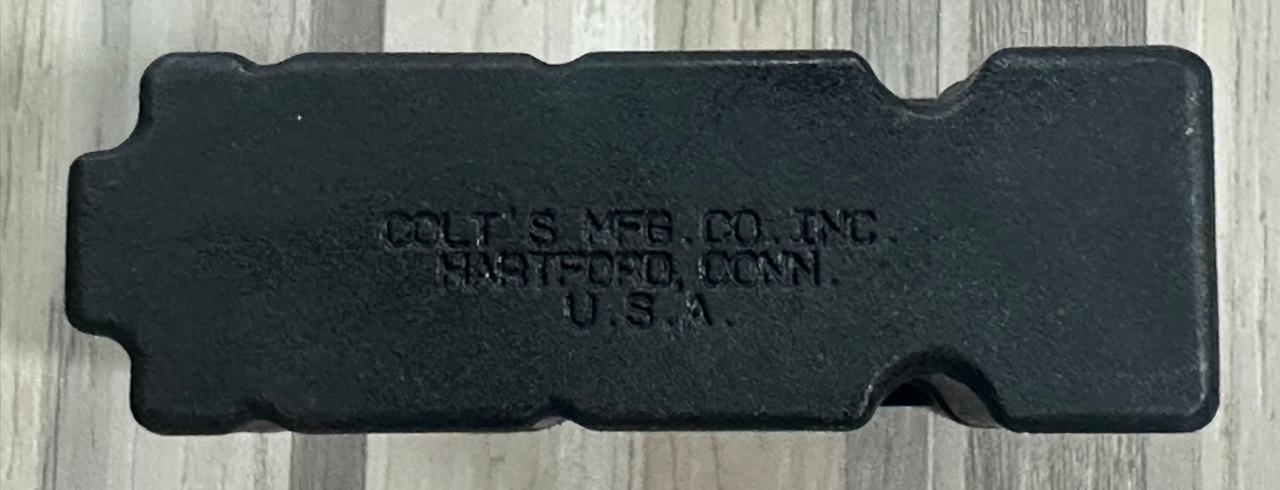 COLT'S MFG.CO.INC.
HARTFORD, CONN.
U.S.A.